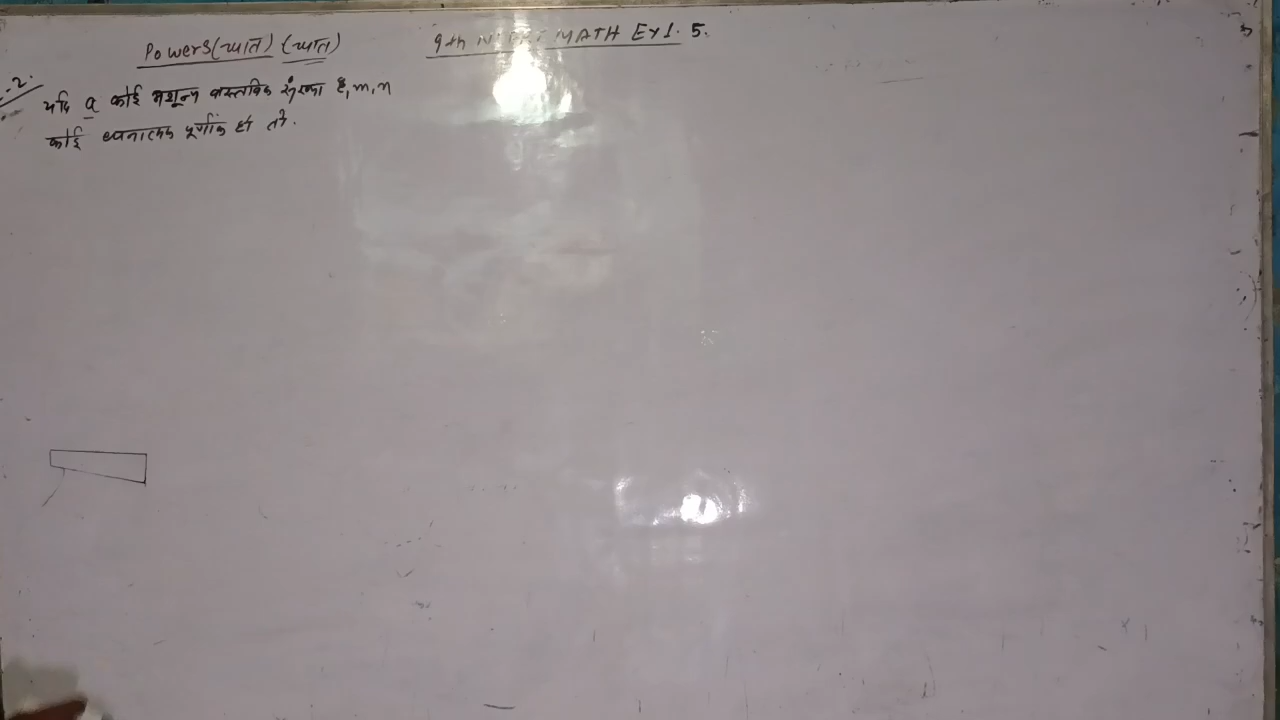 Powers(घात) (घात)
9th MATH Ex1.5.
-2.
यदि a कोई अशून्य वास्तविक संख्या है, m, n
कोई धनात्मक पूर्णांक हो तो.